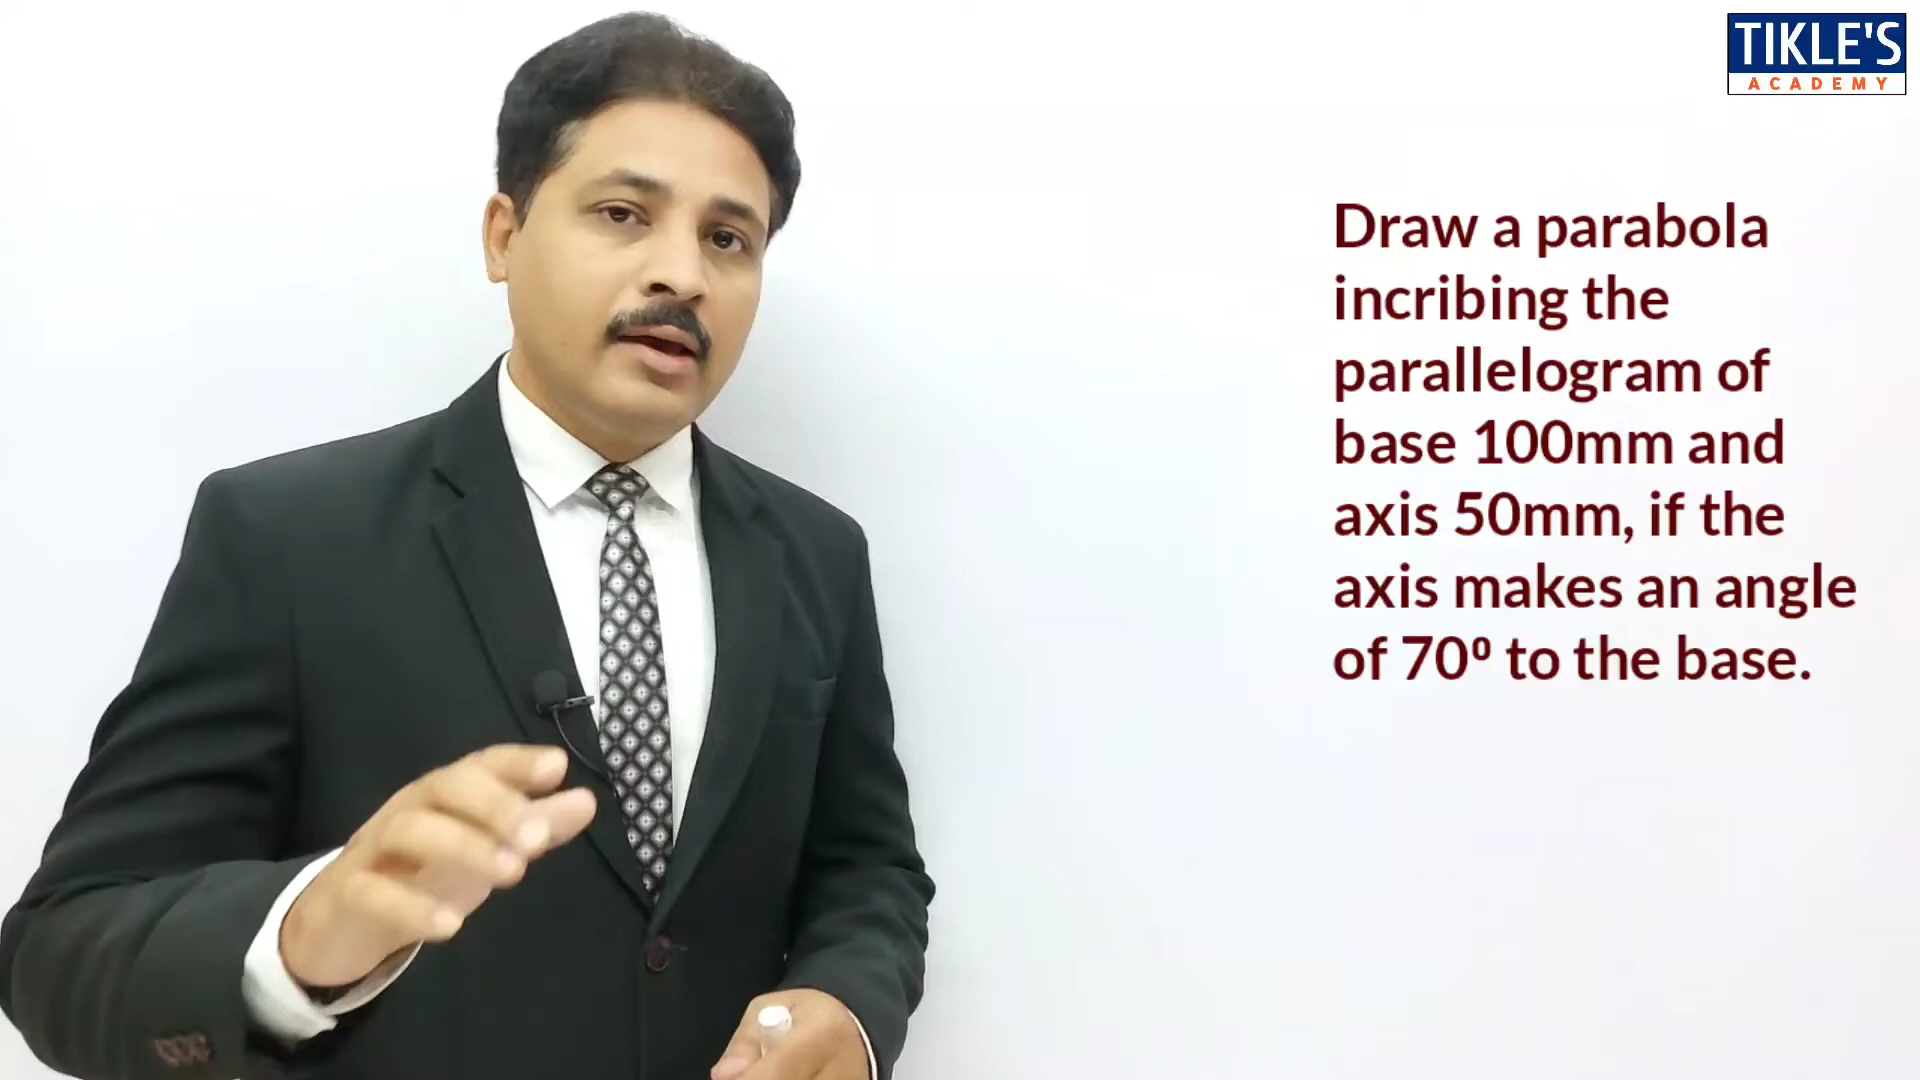 TIKLE'S
ACADEMY
Draw a parabola
incribing the
parallelogram of
base 100mm and
axis 50mm, if the
axis makes an angle
of 70⁰ to the base.